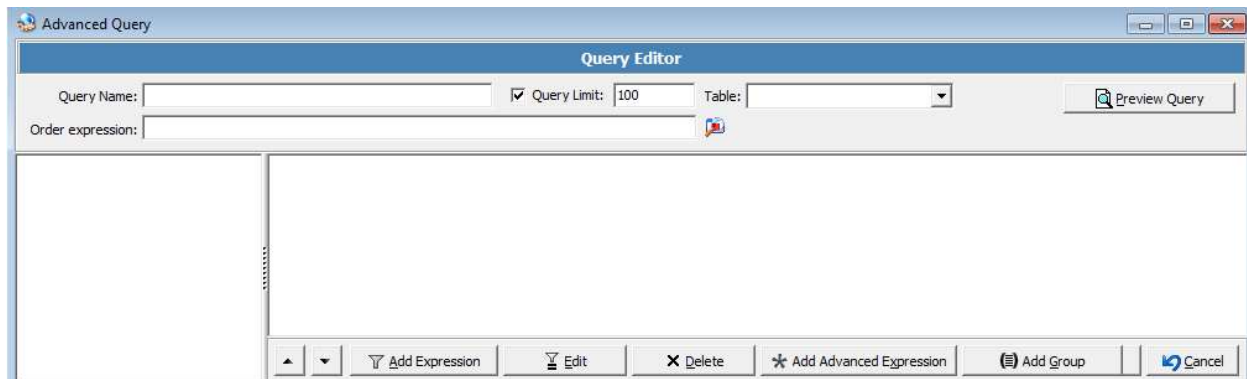 Advanced Query
Query Editor
Query Name: Query Limit: 100 Table: Preview Query
Order expression:
Add Expression Edit Delete Add Advanced Expression Add Group Cancel